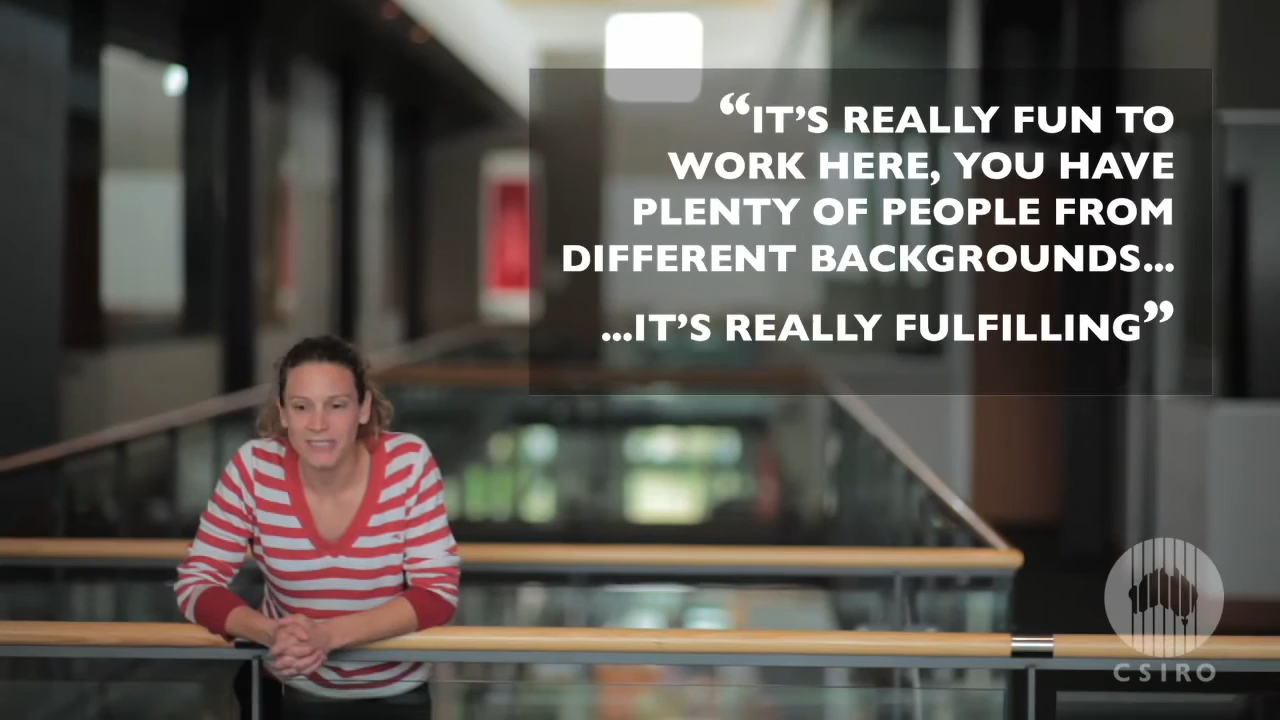 “IT’S REALLY FUN TO
WORK HERE, YOU HAVE
PLENTY OF PEOPLE FROM
DIFFERENT BACKGROUNDS...
...IT’S REALLY FULFILLING”
CSIRO